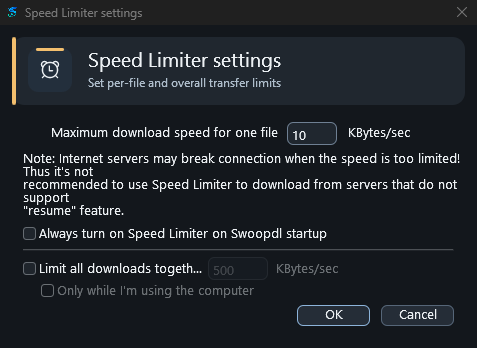 Speed Limiter settings
Speed Limiter settings
Set per-file and overall transfer limits
Maximum download speed for one file 10 KBytes/sec
Note: Internet servers may break connection when the speed is too limited!
Thus it's not
recommended to use Speed Limiter to download from servers that do not
support
"resume" feature.
Always turn on Speed Limiter on Swoopdl startup
Limit all downloads togeth... 500 KBytes/sec
Only while I'm using the computer
OK Cancel